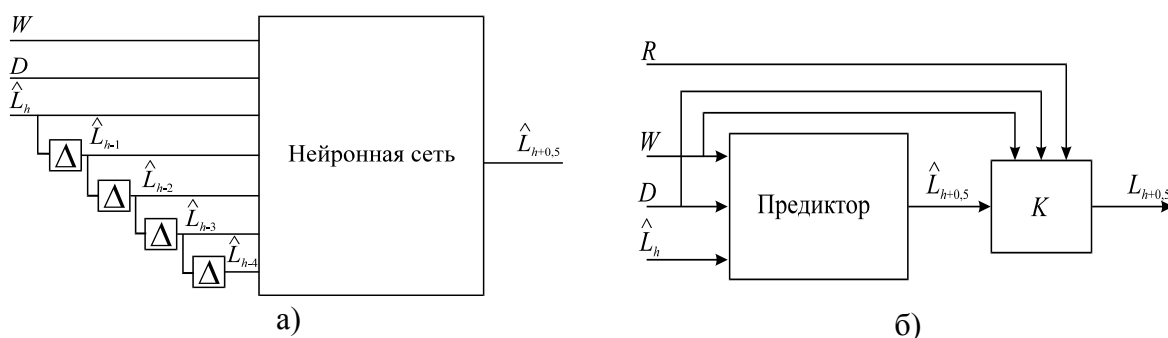 W
D
L̂h
Δ
L̂h-1
Δ
L̂h-2
Δ
L̂h-3
Δ
L̂h-4
Нейронная сеть
L̂h+0,5
а)
R
W
D
L̂h
Предиктор
L̂h+0,5
K
Lh+0,5
б)